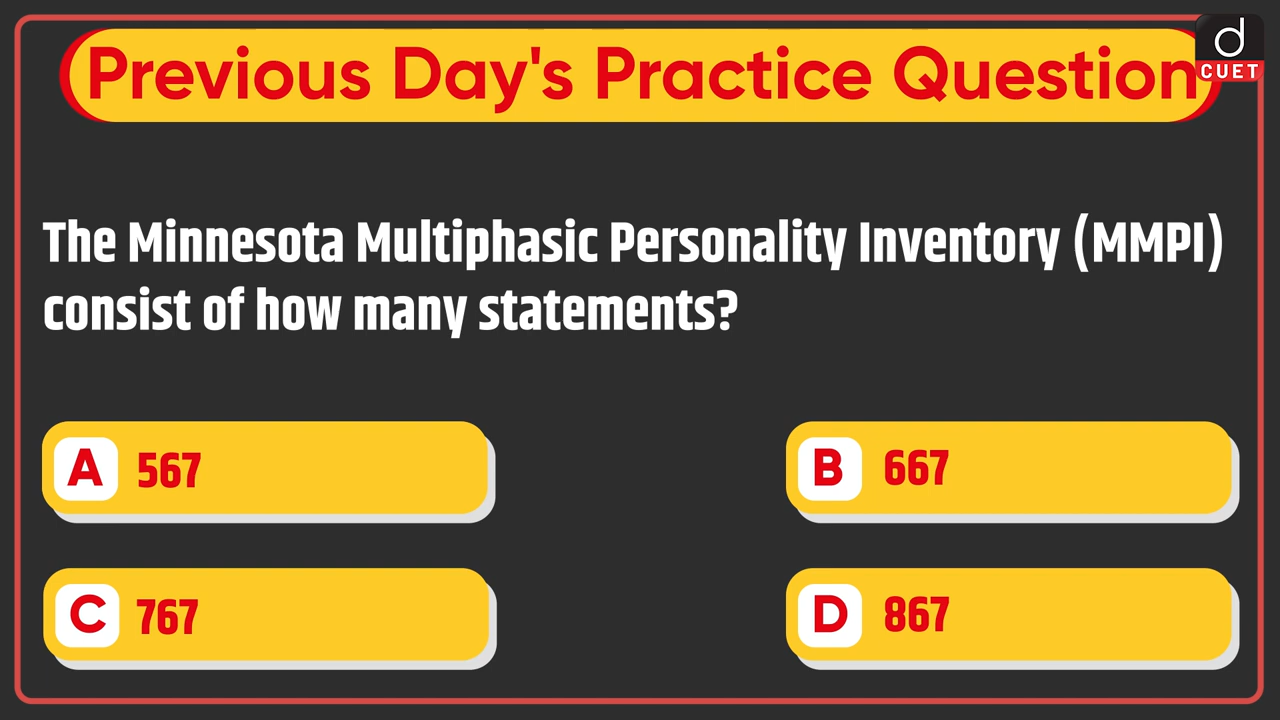 Previous Day's Practice Question
d
CUET
The Minnesota Multiphasic Personality Inventory (MMPI)
consist of how many statements?
A 567
B 667
C 767
D 867